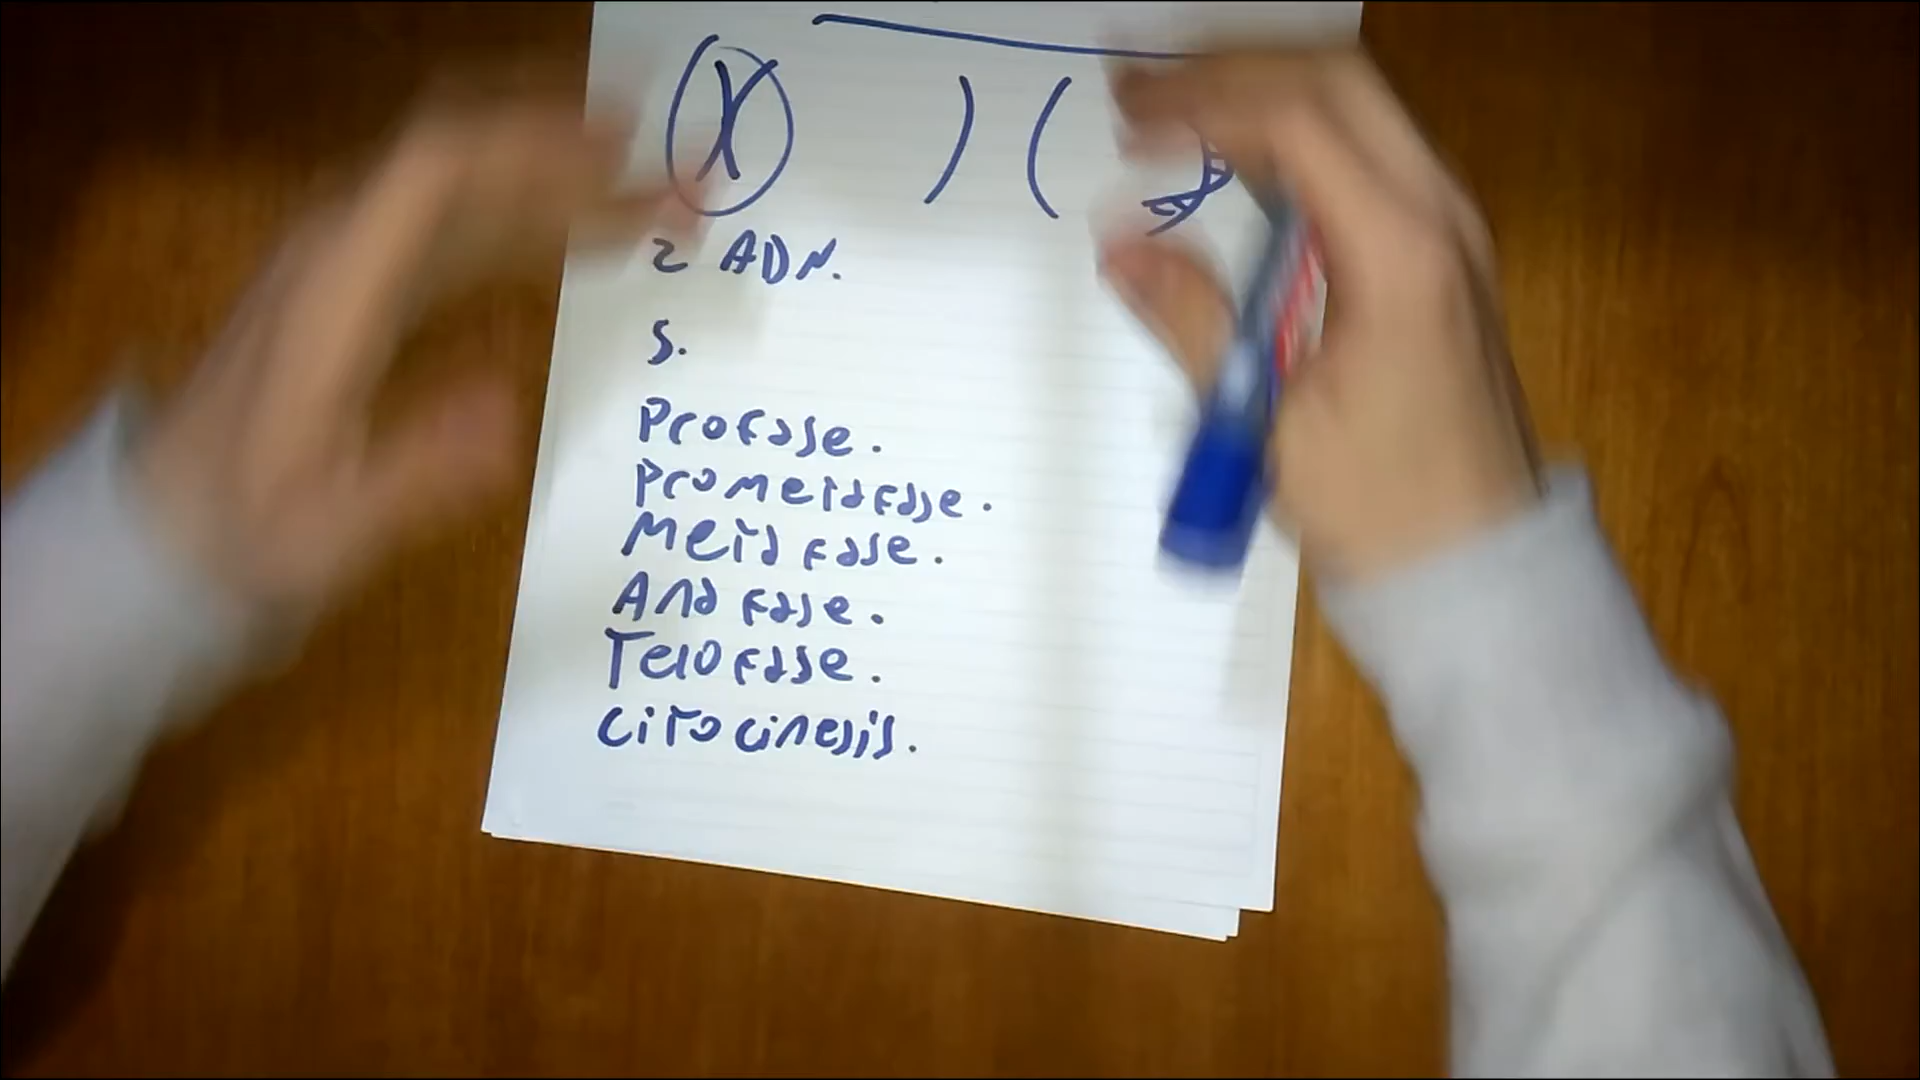 2 ADN.
S.
Profase.
Prometafase.
Metafase.
Anafase.
Telofase.
citocinesis.